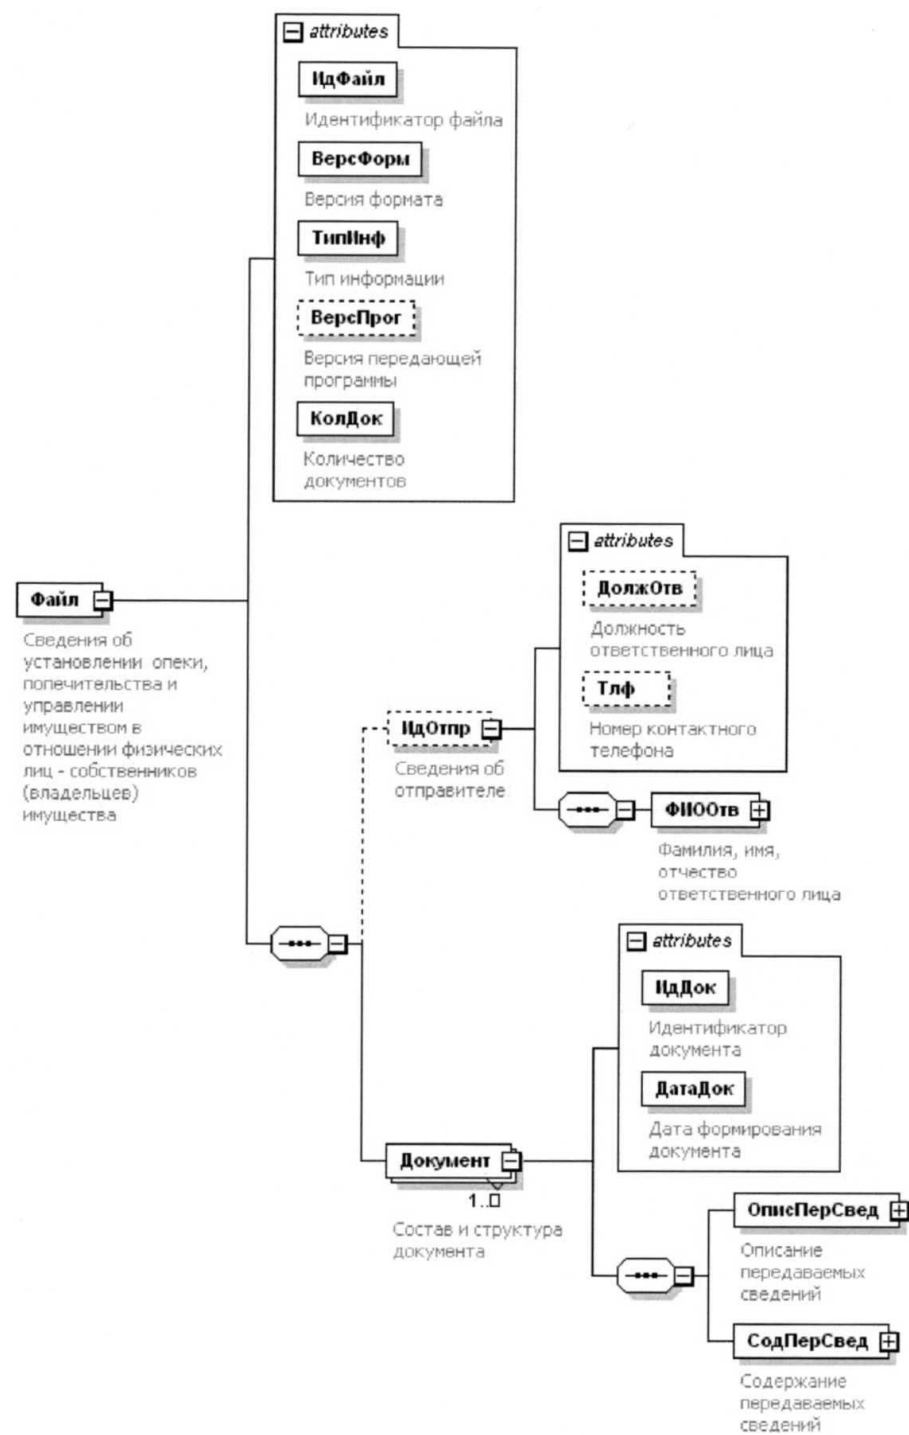 attributes
ИдФайл
Идентификатор файла
ВерсФорм
Версия формата
ТипИнф
Тип информации
ВерсПрог
Версия передающей
программы
КолДок
Количество
документов
Файл
Сведения об
установлении опеки,
попечительства и
управлении
имуществом в
отношении физических
лиц - собственников
(владельцев)
имущества
attributes
ДолжОтв
Должность
ответственного лица
Тлф
Номер контактного
телефона
ИдОтпр
Сведения об
отправителе
ФИООтв
Фамилия, имя,
отчество
ответственного лица
attributes
ИдДок
Идентификатор
документа
ДатаДок
Дата формирования
документа
Документ
1..
Состав и структура
документа
ОписПерСвед
Описание
передаваемых
сведений
СодПерСвед
Содержание
передаваемых
сведений